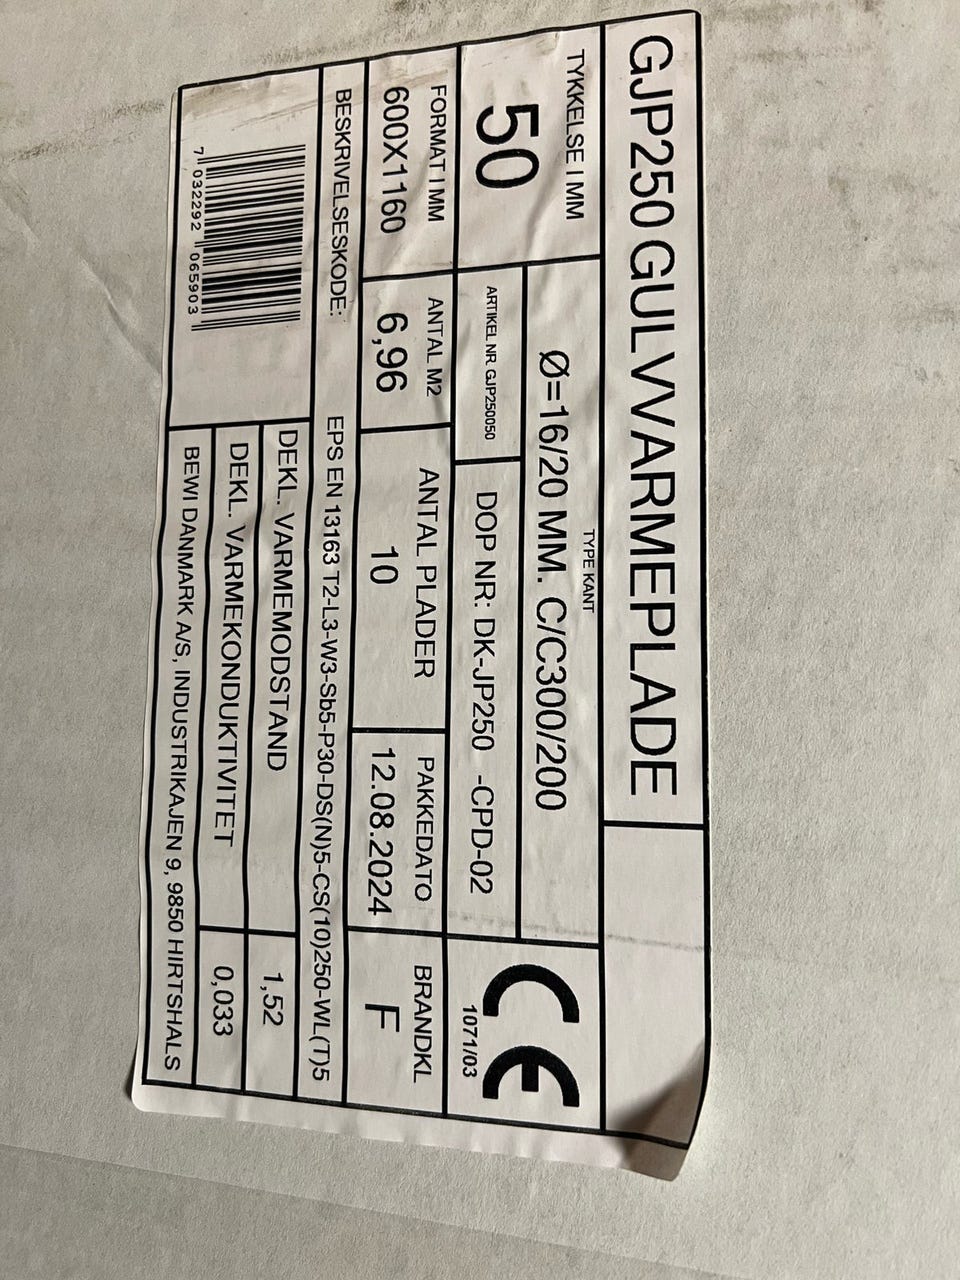 GJP250 GULVVARMEPLADE
TYKKELSE I MM
50
TYPE KANT
Ø=16/20 MM. C/C300/200
ARTIKEL NR. GJP250050
DOP NR: DK-JP250 -CPD-02
CE
1071/03
FORMAT I MM
600X1160
ANTAL M2
6,96
ANTAL PLADER
10
PAKKEDATO
12.08.2024
BRANDKL
F
BESKRIVELSESKODE:
EPS EN 13163 T2-L3-W3-Sb5-P30-DS(N)5-CS(10)250-WL(T)5
7 032292 065903
DEKL. VARMEMODSTAND
1,52
DEKL. VARMEKONDUKTIVITET
0,033
BEWI DANMARK A/S, INDUSTRIKAJEN 9, 9850 HIRTSHALS